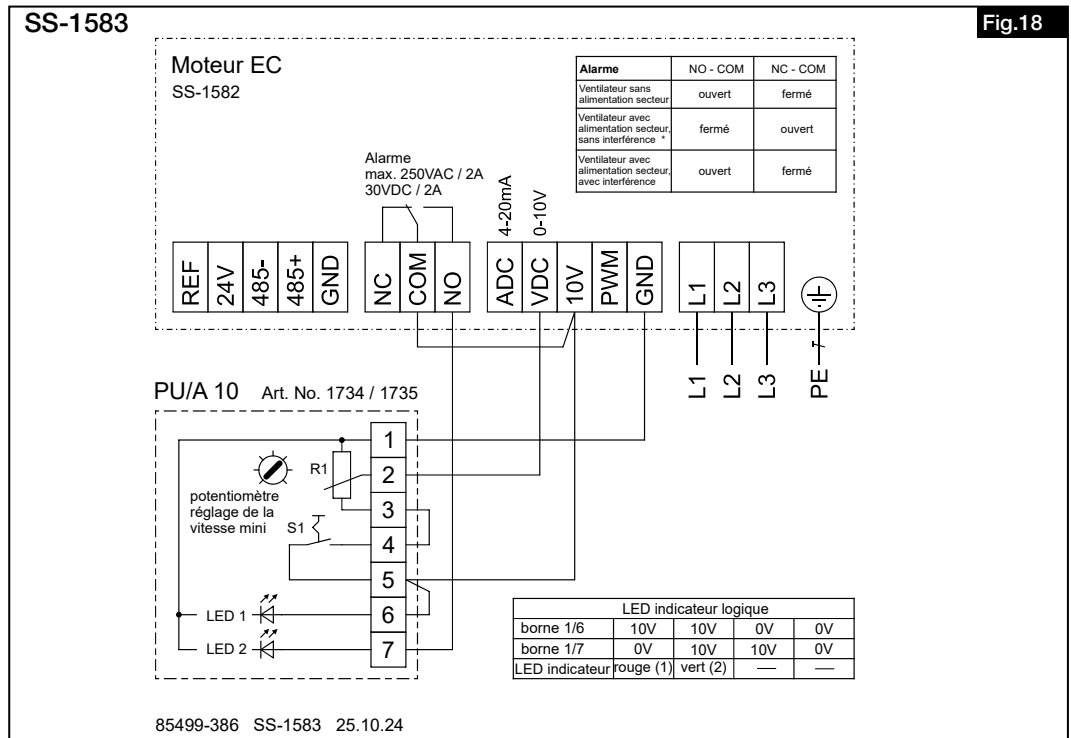 SS-1583
Fig.18
Moteur EC
SS-1582
Alarme NO - COM NC - COM
Ventilateur sans
alimentation secteur
ouvert fermé
Ventilateur avec
alimentation secteur,
sans interférence *
fermé ouvert
Ventilateur avec
alimentation secteur,
avec interférence
ouvert fermé
Alarme
max. 250VAC / 2A
30VDC / 2A
4-20mA
0-10V
REF
24V
485-
485+
GND
NC
COM
NO
ADC
VDC
10V
PWM
GND
L1
L2
L3
L1
L2
L3
PE
PU/A 10 Art. No. 1734 / 1735
1
R1
2
potentiomètre
réglage de la
vitesse mini
3
S1
4
5
LED 1
6
LED 2
7
LED indicateur logique
borne 1/6 10V 10V 0V 0V
borne 1/7 0V 10V 10V 0V
LED indicateur rouge (1) vert (2) — —
85499-386 SS-1583 25.10.24